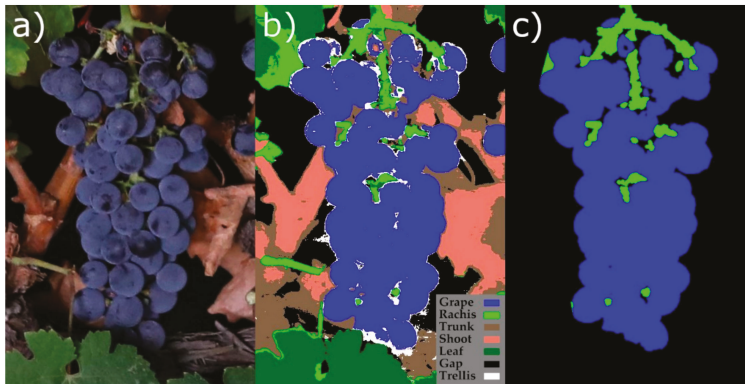 a)
b)
c)
Grape
Rachis
Trunk
Shoot
Leaf
Gap
Trellis